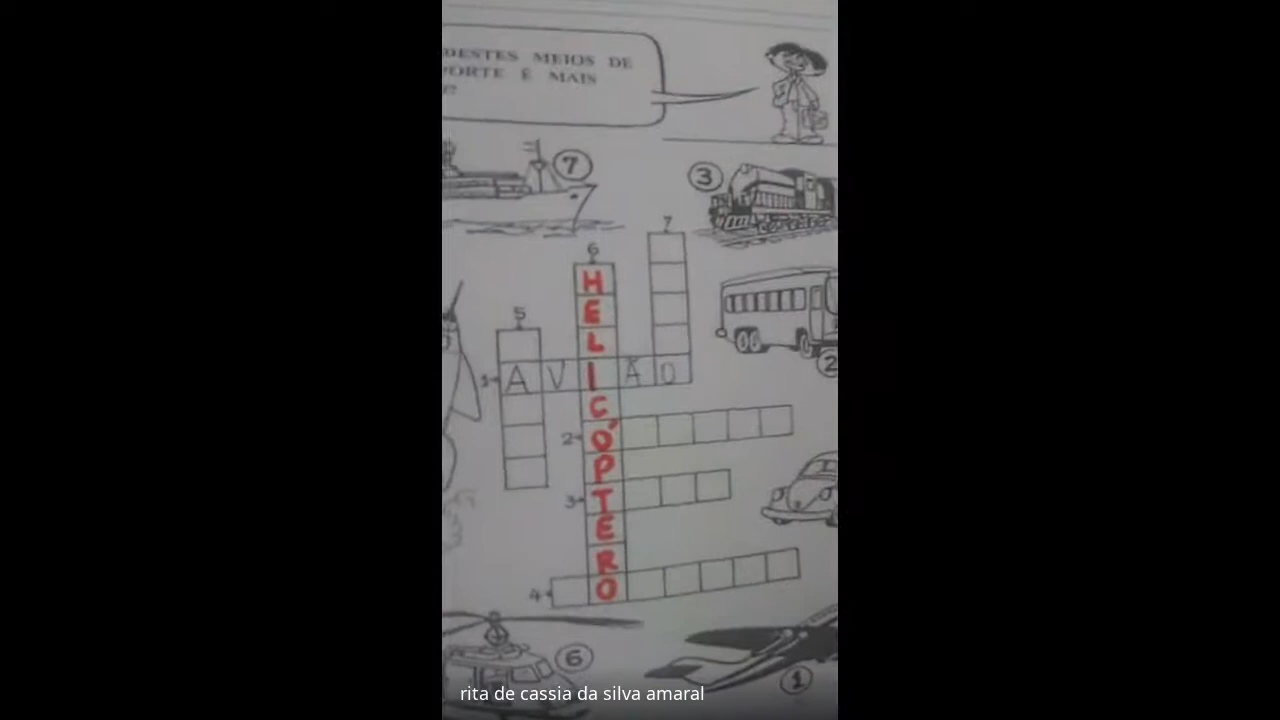 DESTES MEIOS DE
PORTE É MAIS
7
3
7
6
5
HELICÓPTERO
1 AVIÃO
2
2
3
4
6
1
rita de cassia da silva amaral